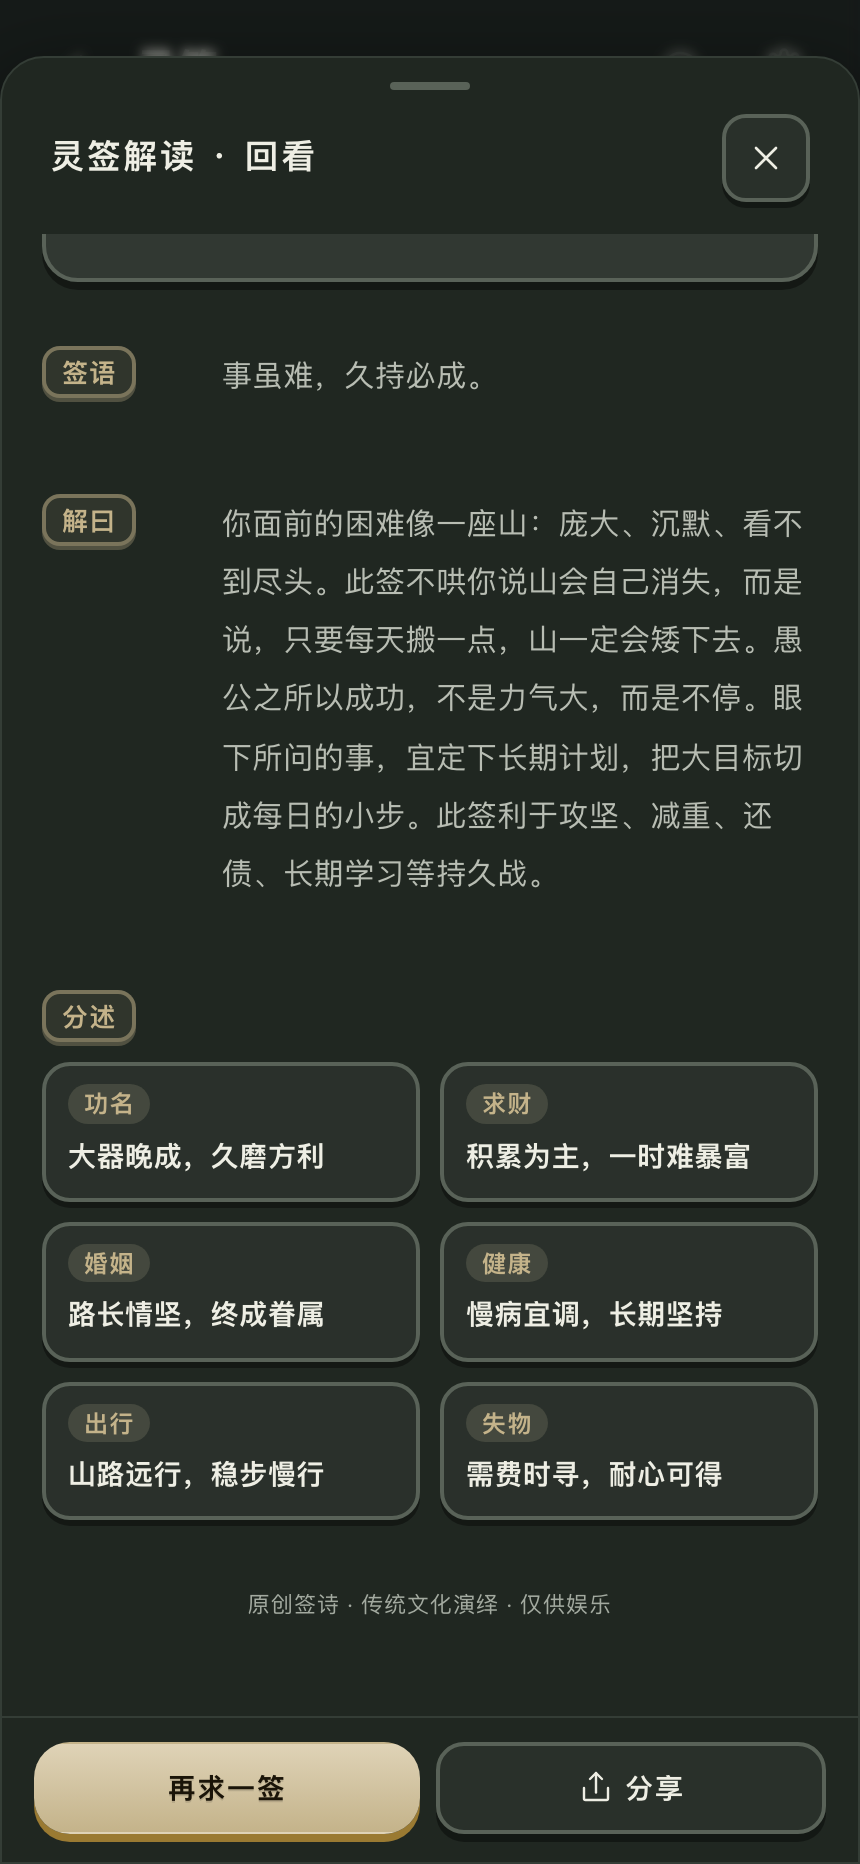 灵签解读 · 回看
签语
事虽难，久持必成。
解曰
你面前的困难像一座山：庞大、沉默、看不
到尽头。此签不哄你说山会自己消失，而是
说，只要每天搬一点，山一定会矮下去。愚
公之所以成功，不是力气大，而是不停。眼
下所问的事，宜定下长期计划，把大目标切
成每日的小步。此签利于攻坚、减重、还
债、长期学习等持久战。
分述
功名
大器晚成，久磨方利
求财
积累为主，一时难暴富
婚姻
路长情坚，终成眷属
健康
慢病宜调，长期坚持
出行
山路远行，稳步慢行
失物
需费时寻，耐心可得
原创签诗 · 传统文化演绎 · 仅供娱乐
再求一签
分享